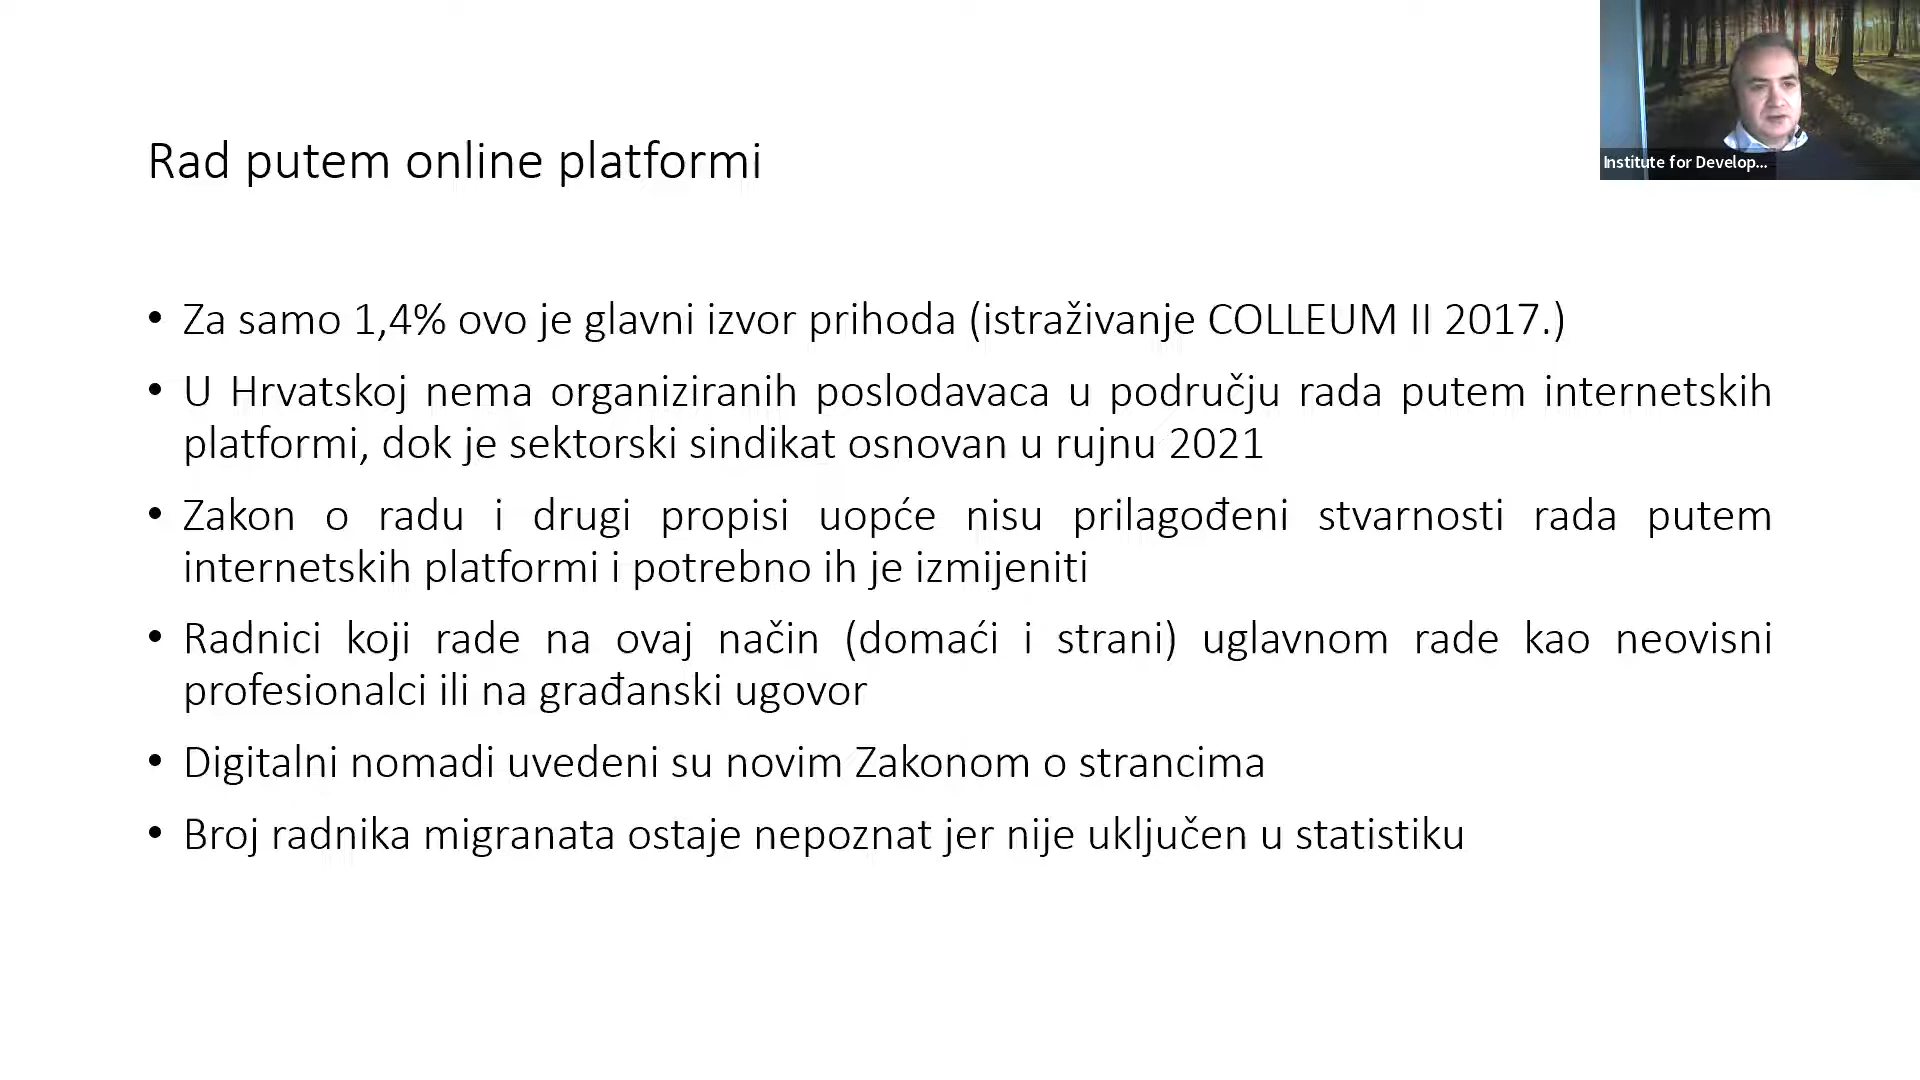 Institute for Develop...
Rad putem online platformi
• Za samo 1,4% ovo je glavni izvor prihoda (istraživanje COLLEUM II 2017.)
• U Hrvatskoj nema organiziranih poslodavaca u području rada putem internetskih
platformi, dok je sektorski sindikat osnovan u rujnu 2021
• Zakon o radu i drugi propisi uopće nisu prilagođeni stvarnosti rada putem
internetskih platformi i potrebno ih je izmijeniti
• Radnici koji rade na ovaj način (domaći i strani) uglavnom rade kao neovisni
profesionalci ili na građanski ugovor
• Digitalni nomadi uvedeni su novim Zakonom o strancima
• Broj radnika migranata ostaje nepoznat jer nije uključen u statistiku